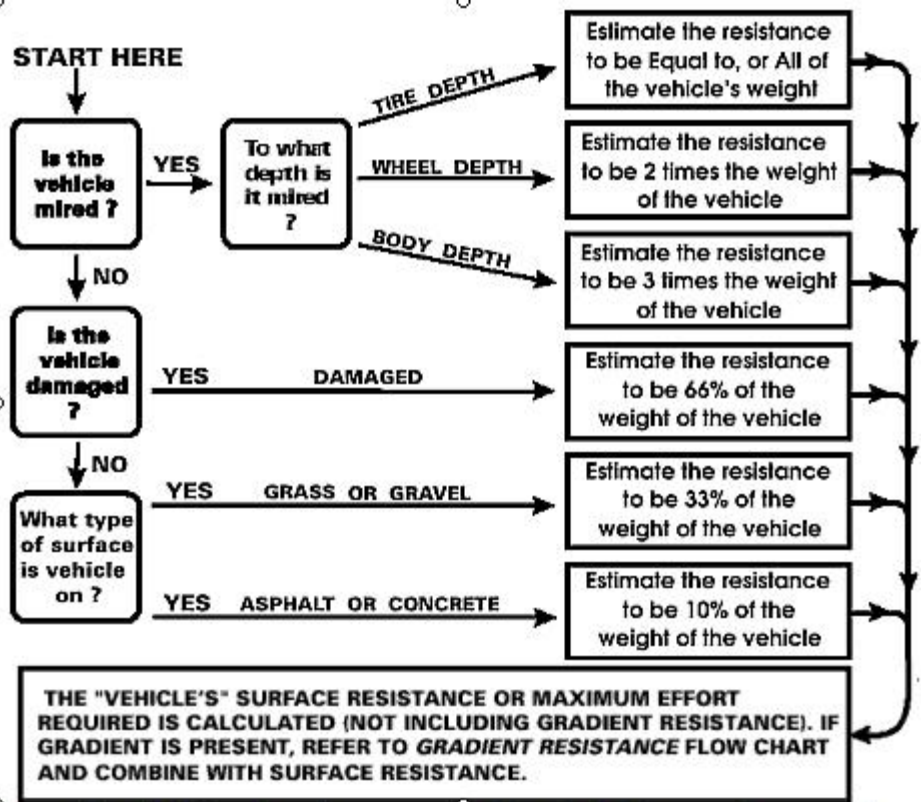 START HERE
Is the
vehicle
mired ?
YES
To what
depth is
it mired
?
TIRE DEPTH
Estimate the resistance
to be Equal to, or All of
the vehicle's weight
WHEEL DEPTH
Estimate the resistance
to be 2 times the weight
of the vehicle
BODY DEPTH
Estimate the resistance
to be 3 times the weight
of the vehicle
NO
Is the
vehicle
damaged
?
YES
DAMAGED
Estimate the resistance
to be 66% of the
weight of the vehicle
NO
What type
of surface
is vehicle
on ?
YES
GRASS OR GRAVEL
Estimate the resistance
to be 33% of the
weight of the vehicle
YES
ASPHALT OR CONCRETE
Estimate the resistance
to be 10% of the
weight of the vehicle
THE "VEHICLE'S" SURFACE RESISTANCE OR MAXIMUM EFFORT
REQUIRED IS CALCULATED (NOT INCLUDING GRADIENT RESISTANCE). IF
GRADIENT IS PRESENT, REFER TO GRADIENT RESISTANCE FLOW CHART
AND COMBINE WITH SURFACE RESISTANCE.